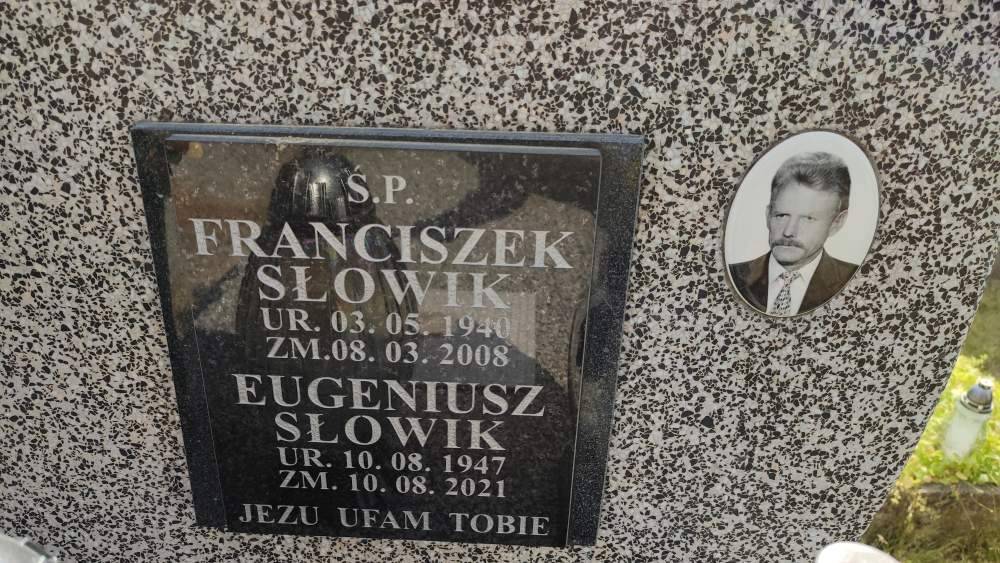 Ś.P.
FRANCISZEK
SŁOWIK
UR. 03. 05. 1940
ZM.08. 03. 2008
EUGENIUSZ
SŁOWIK
UR. 10. 08. 1947
ZM. 10. 08. 2021
JEZU UFAM TOBIE